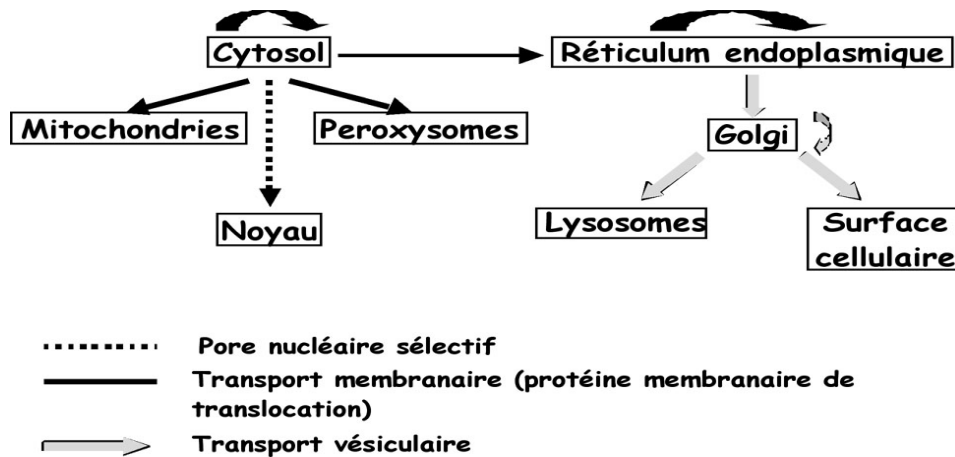 Cytosol
Réticulum endoplasmique
Mitochondries
Peroxysomes
Golgi
Noyau
Lysosomes
Surface
cellulaire
Pore nucléaire sélectif
Transport membranaire (protéine membranaire de
translocation)
Transport vésiculaire